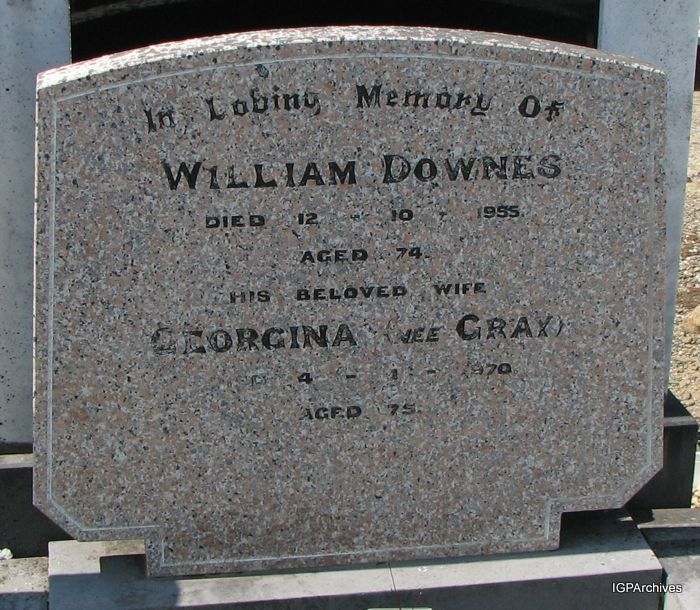 In Loving Memory Of
WILLIAM DOWNES
DIED 12 - 10 - 1955.
AGED 74.
HIS BELOVED WIFE
GEORGINA (NEE GRAY)
4 - 1 - 1970
AGED 75.
IGPArchives